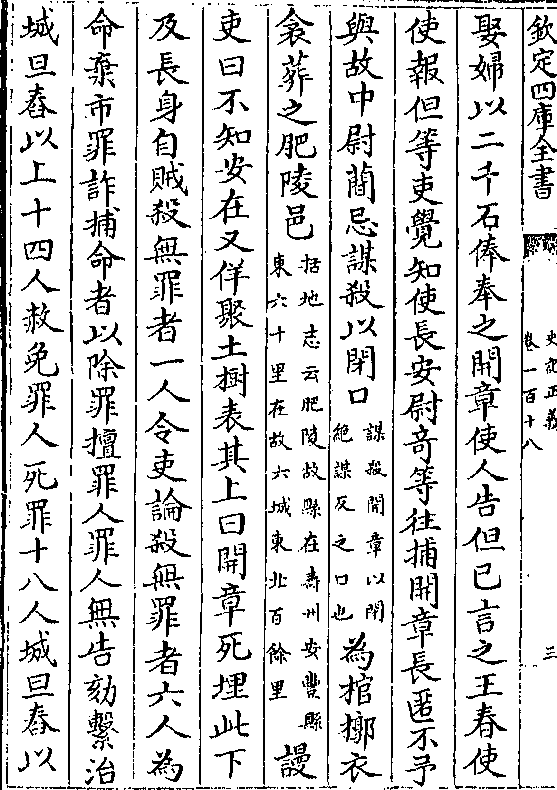 欽定四庫全書
史記正義
卷一百十八
三
娶婦以二千石俸奉之開章使人告但已言之王春使
使報但等吏覺知使長安尉竒等往捕開章長匿不予
與故中尉蕑忌謀殺以閉口
謀殺開章以閉
絶謀反之口也
為棺槨衣
衾葬之肥陵邑
括地志云肥陵故縣在夀州安豐縣
東六十里在故六城東北百餘里
謾
吏曰不知安在又佯聚土樹表其上曰開章死埋此下
及長身自賊殺無罪者一人令吏論殺無罪者六人為
命棄市罪詐捕命者以除罪擅罪人罪人無告劾繫治
城旦舂以上十四人赦免罪人死罪十八人城旦舂以